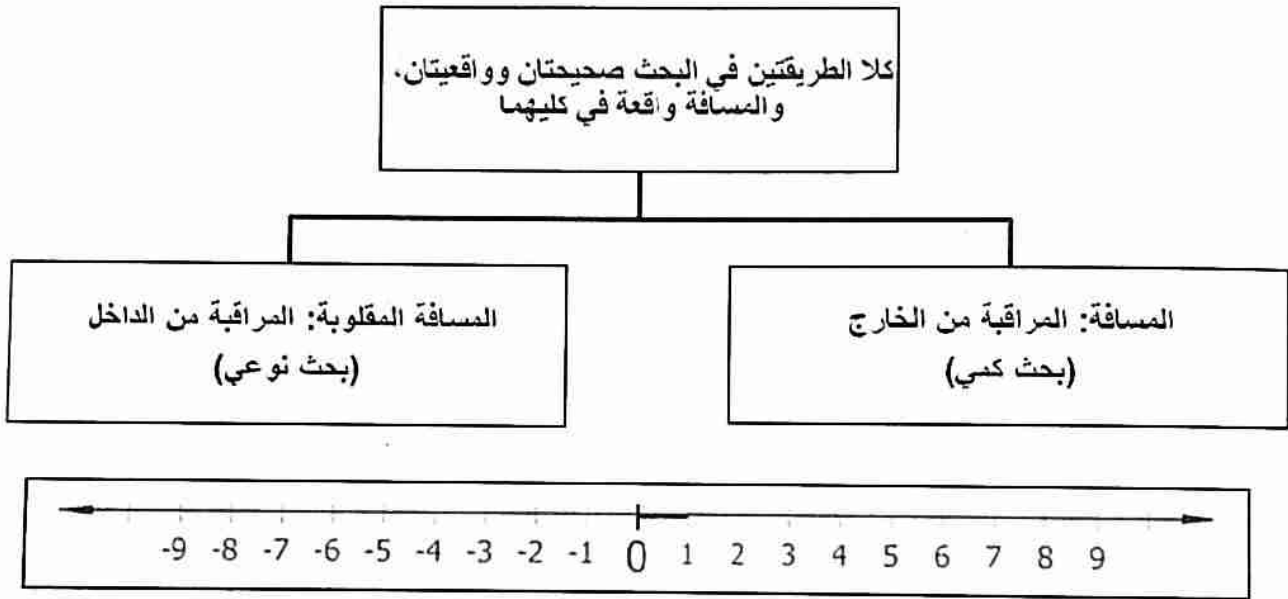 كلا الطريقتين في البحث صحيحتان وواقعيتان،
والمسافة واقعة في كليهما
المسافة: المراقبة من الخارج
(بحث كمي)
المسافة المقلوبة: المراقبة من الداخل
(بحث نوعي)
-9 -8 -7 -6 -5 -4 -3 -2 -1 0 1 2 3 4 5 6 7 8 9